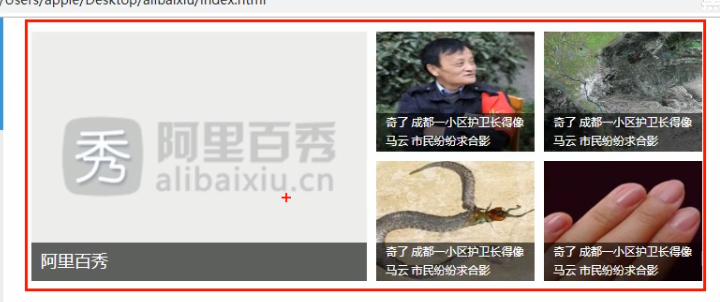 /Users/apple/Desktop/alibaixiu/index.html
秀 阿里百秀
alibaixiu.cn
阿里百秀
奇了 成都一小区护卫长得像
马云 市民纷纷求合影
奇了 成都一小区护卫长得像
马云 市民纷纷求合影
奇了 成都一小区护卫长得像
马云 市民纷纷求合影
奇了 成都一小区护卫长得像
马云 市民纷纷求合影